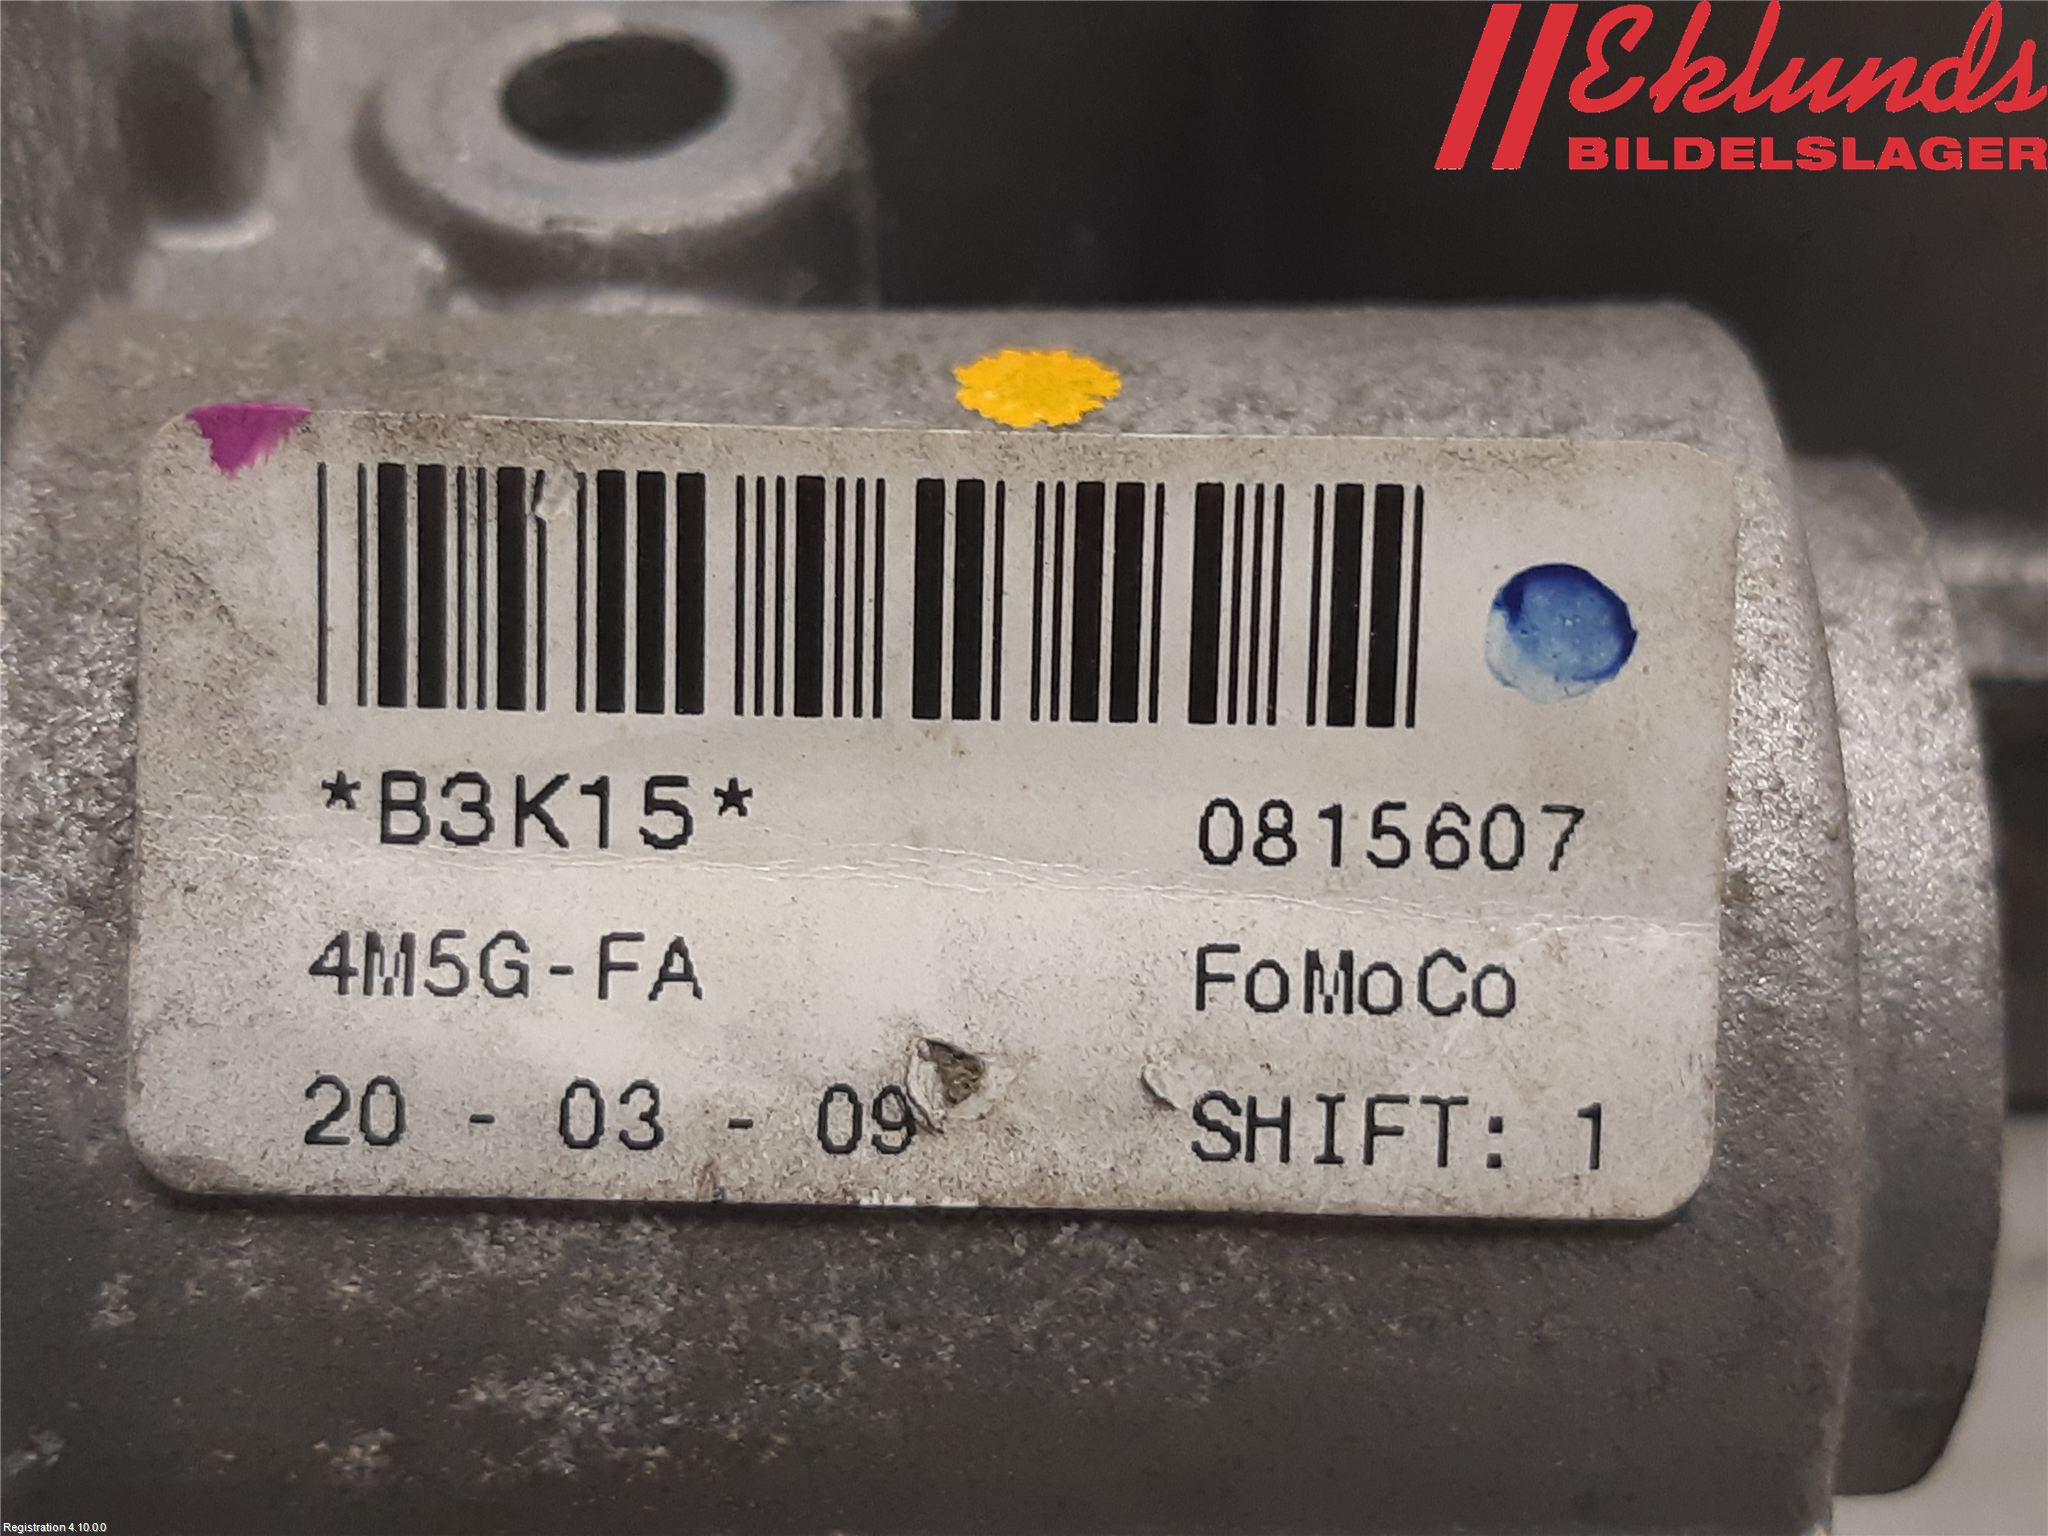 Eklunds
BILDELSLAGER
*B3K15* 0815607
4M5G-FA FoMoCo
20 - 03 - 09 SHIFT: 1
Registration 4.10.0.0